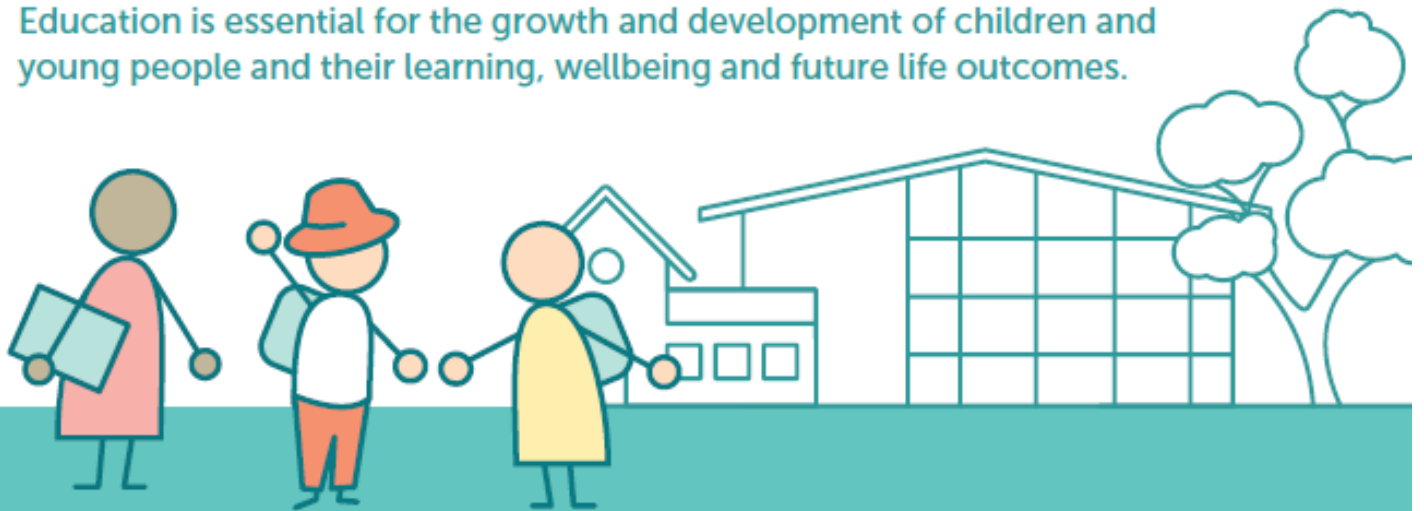 Education is essential for the growth and development of children and
young people and their learning, wellbeing and future life outcomes.